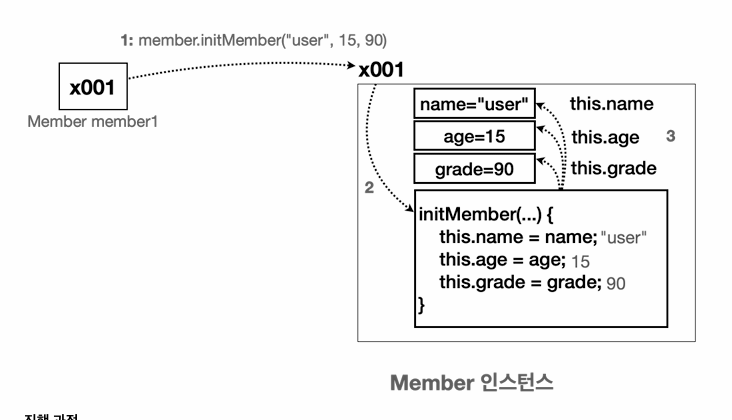 1: member.initMember("user", 15, 90)
x001
x001
Member member1
name="user"
this.name
age=15
this.age
3
grade=90
this.grade
2
initMember(...) {
this.name = name; "user"
this.age = age; 15
this.grade = grade; 90
}
Member 인스턴스
진행 과정